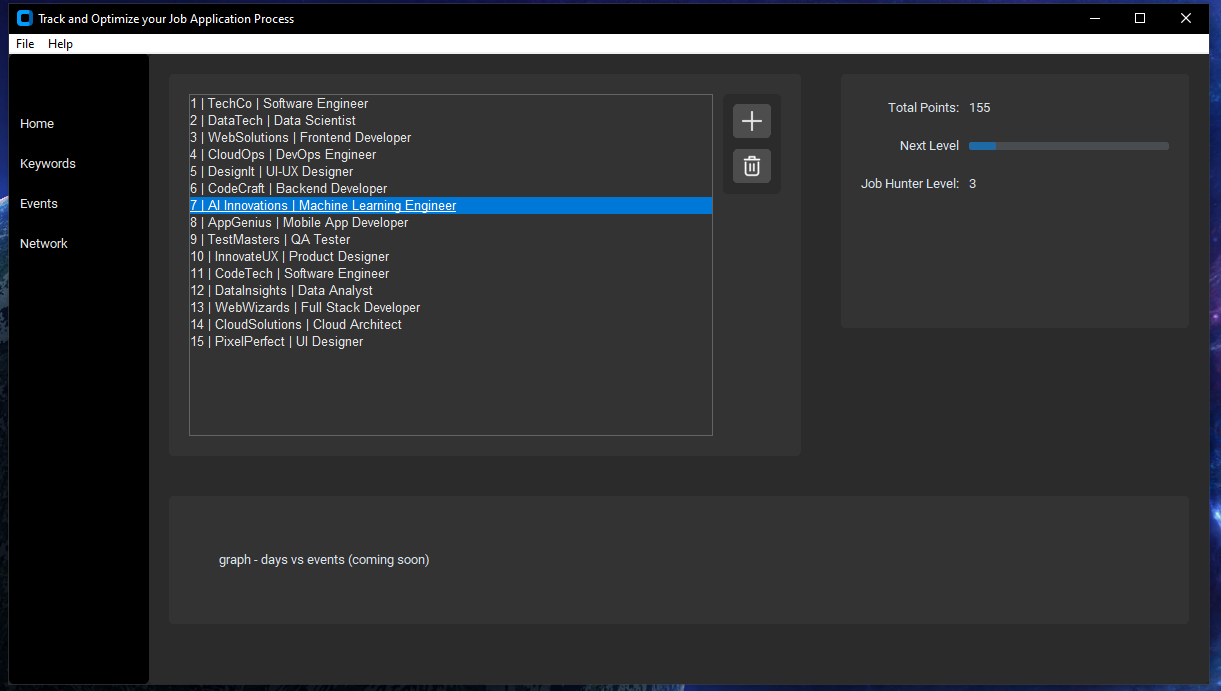 Track and Optimize your Job Application Process
File Help
Home
Keywords
Events
Network
1 | TechCo | Software Engineer
2 | DataTech | Data Scientist
3 | WebSolutions | Frontend Developer
4 | CloudOps | DevOps Engineer
5 | DesignIt | UI-UX Designer
6 | CodeCraft | Backend Developer
7 | AI Innovations | Machine Learning Engineer
8 | AppGenius | Mobile App Developer
9 | TestMasters | QA Tester
10 | InnovateUX | Product Designer
11 | CodeTech | Software Engineer
12 | DataInsights | Data Analyst
13 | WebWizards | Full Stack Developer
14 | CloudSolutions | Cloud Architect
15 | PixelPerfect | UI Designer
Total Points: 155
Next Level
Job Hunter Level: 3
graph - days vs events (coming soon)